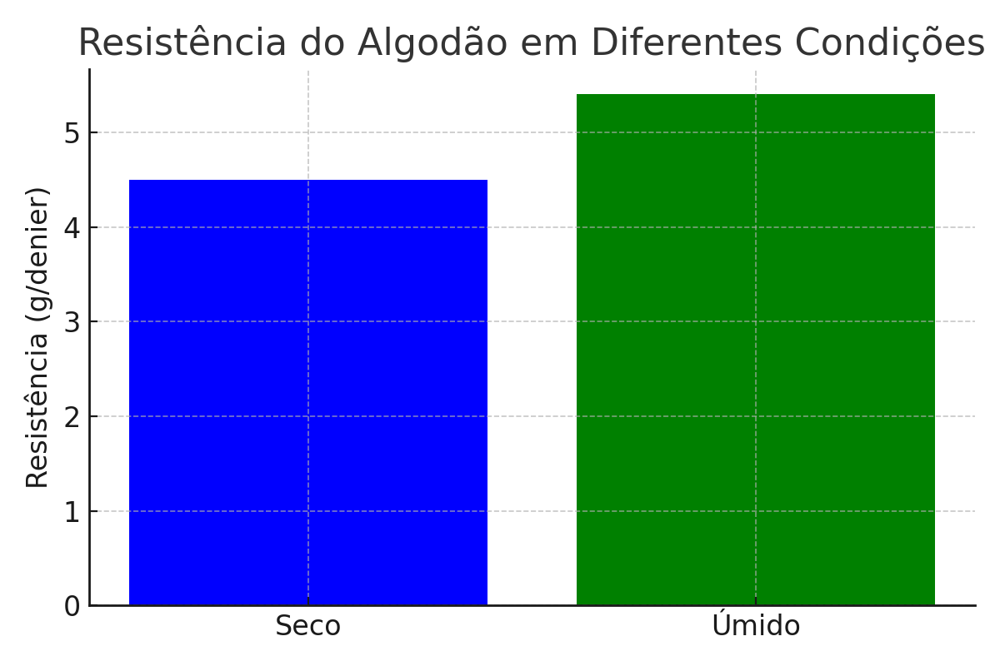 Resistência do Algodão em Diferentes Condições
Resistência (g/denier)
5
4
3
2
1
0
Seco
Úmido